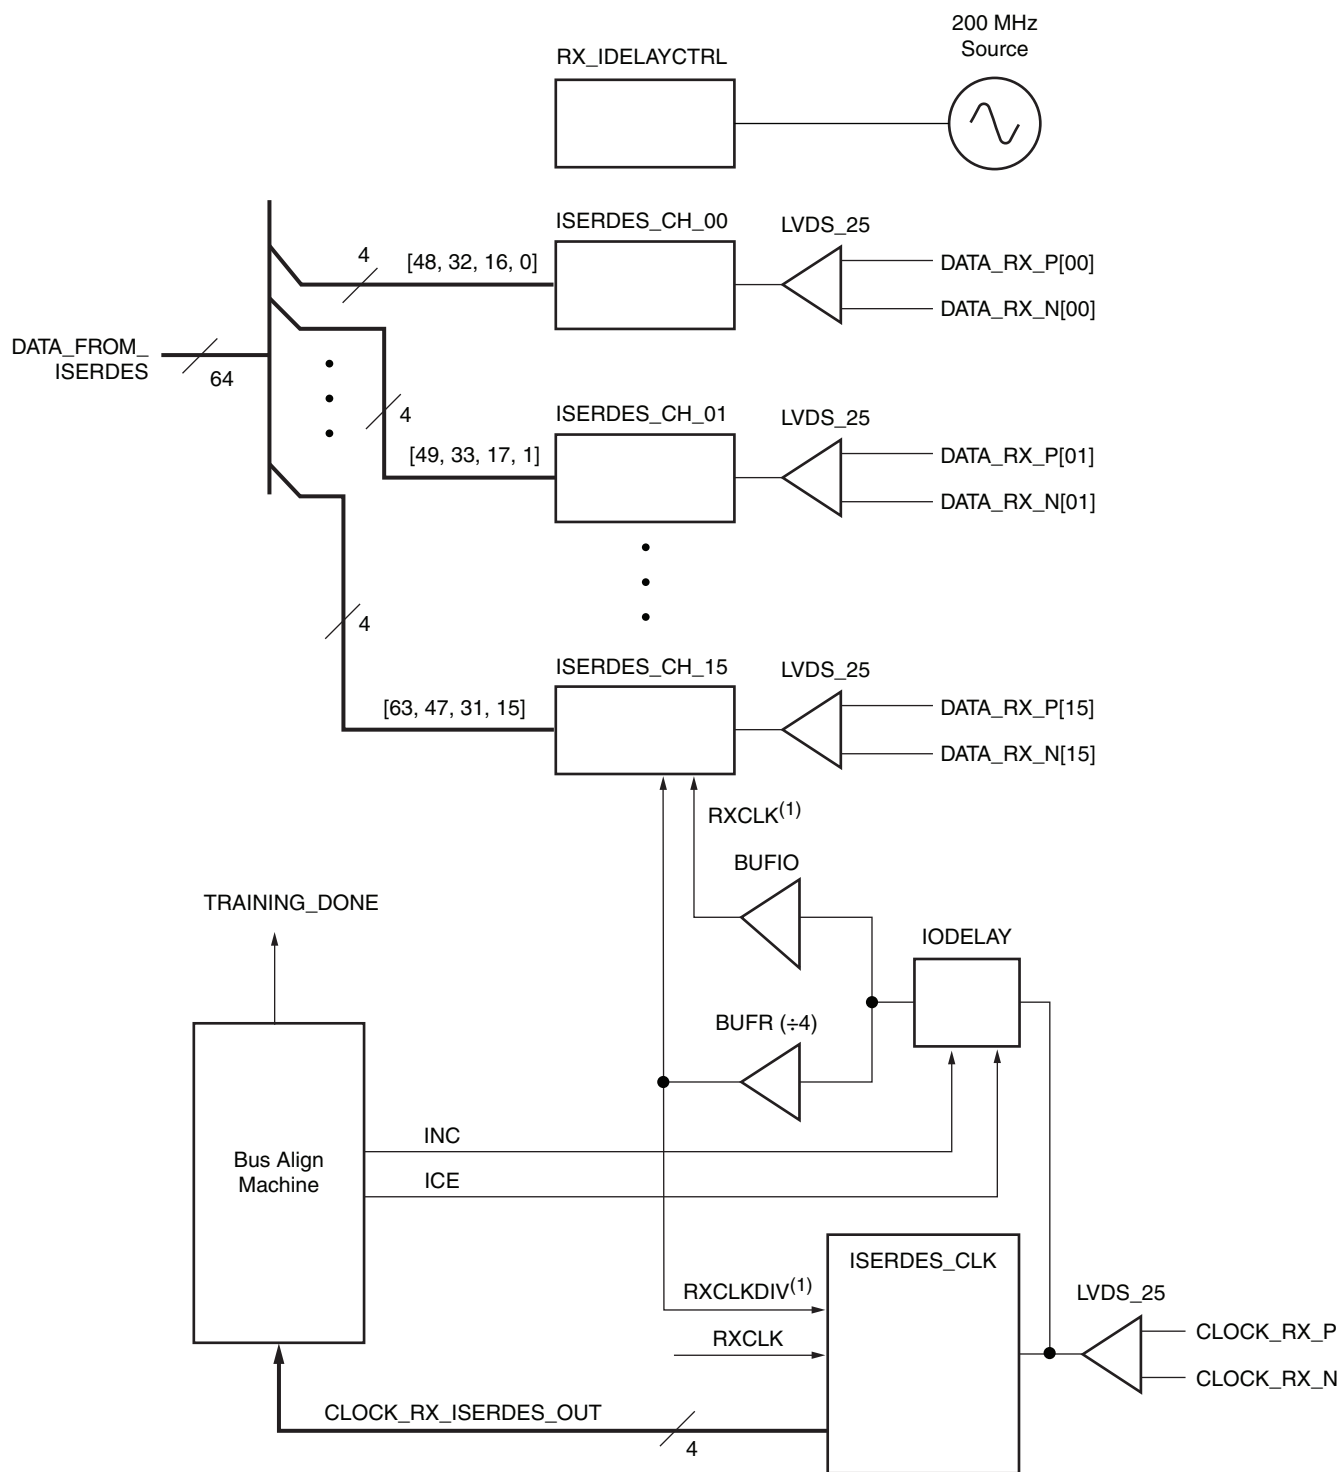 200 MHz
Source
RX_IDELAYCTRL
ISERDES_CH_00
LVDS_25
4
[48, 32, 16, 0]
DATA_RX_P[00]
DATA_RX_N[00]
DATA_FROM_
ISERDES
64
ISERDES_CH_01
LVDS_25
4
[49, 33, 17, 1]
DATA_RX_P[01]
DATA_RX_N[01]
4
ISERDES_CH_15
LVDS_25
[63, 47, 31, 15]
DATA_RX_P[15]
DATA_RX_N[15]
RXCLK(1)
BUFIO
TRAINING_DONE
IODELAY
BUFR (÷4)
INC
Bus Align
Machine
ICE
ISERDES_CLK
RXCLKDIV(1)
LVDS_25
RXCLK
CLOCK_RX_P
CLOCK_RX_N
CLOCK_RX_ISERDES_OUT
4